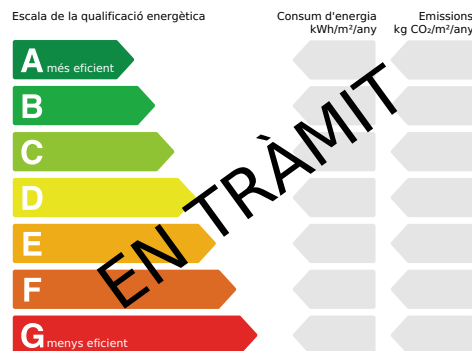 Escala de la qualificació energètica
Consum d'energia
kWh/m²/any
Emissions
kg CO₂/m²/any
A més eficient
B
C
D
E
F
G menys eficient
EN TRÀMIT